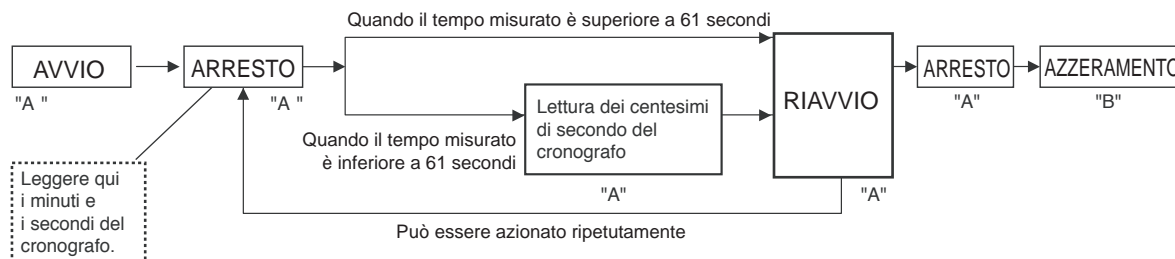 Quando il tempo misurato è superiore a 61 secondi
AVVIO
"A "
ARRESTO
"A "
Lettura dei centesimi
di secondo del
cronografo
"A"
Quando il tempo misurato
è inferiore a 61 secondi
RIAVVIO
"A"
ARRESTO
"A"
AZZERAMENTO
"B"
Leggere qui
i minuti e
i secondi del
cronografo.
Può essere azionato ripetutamente